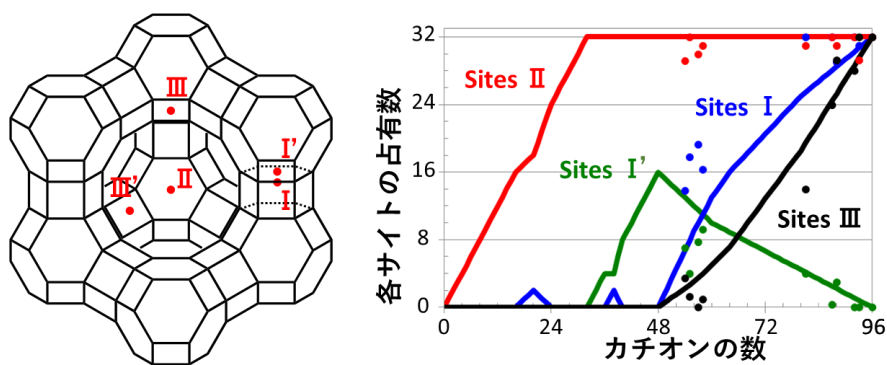 Ⅲ
Ⅰ'
Ⅲ'
Ⅱ
Ⅰ
各サイトの占有数
32
24
16
8
0
Sites Ⅱ
Sites Ⅰ
Sites Ⅰ'
Sites Ⅲ
0
24
48
72
96
カチオンの数